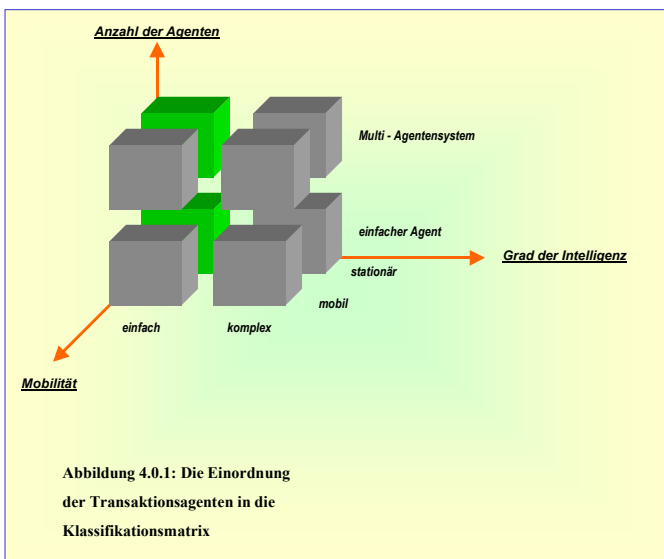 Anzahl der Agenten
Multi - Agentensystem
einfacher Agent
Grad der Intelligenz
stationär
mobil
einfach komplex
Mobilität
Abbildung 4.0.1: Die Einordnung
der Transaktionsagenten in die
Klassifikationsmatrix